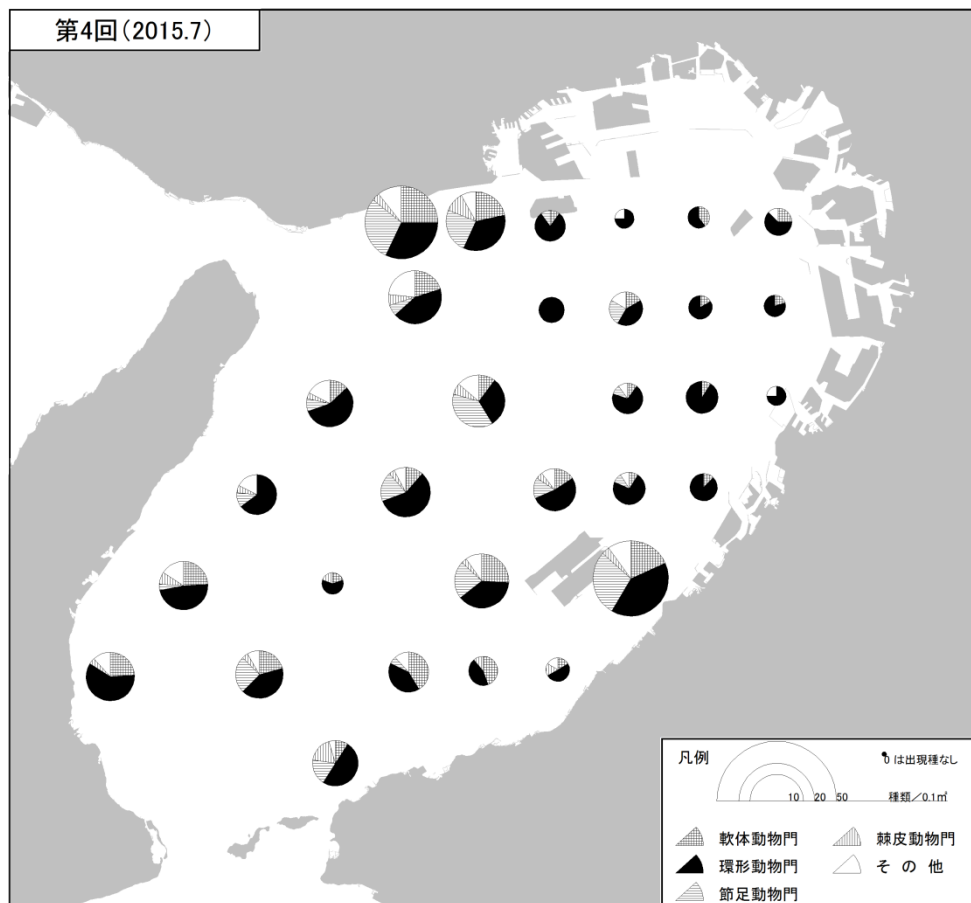 第4回(2015.7)
凡例
0 は出現種なし
10 20 50 種類/0.1㎡
軟体動物門 棘皮動物門
環形動物門 その他
節足動物門